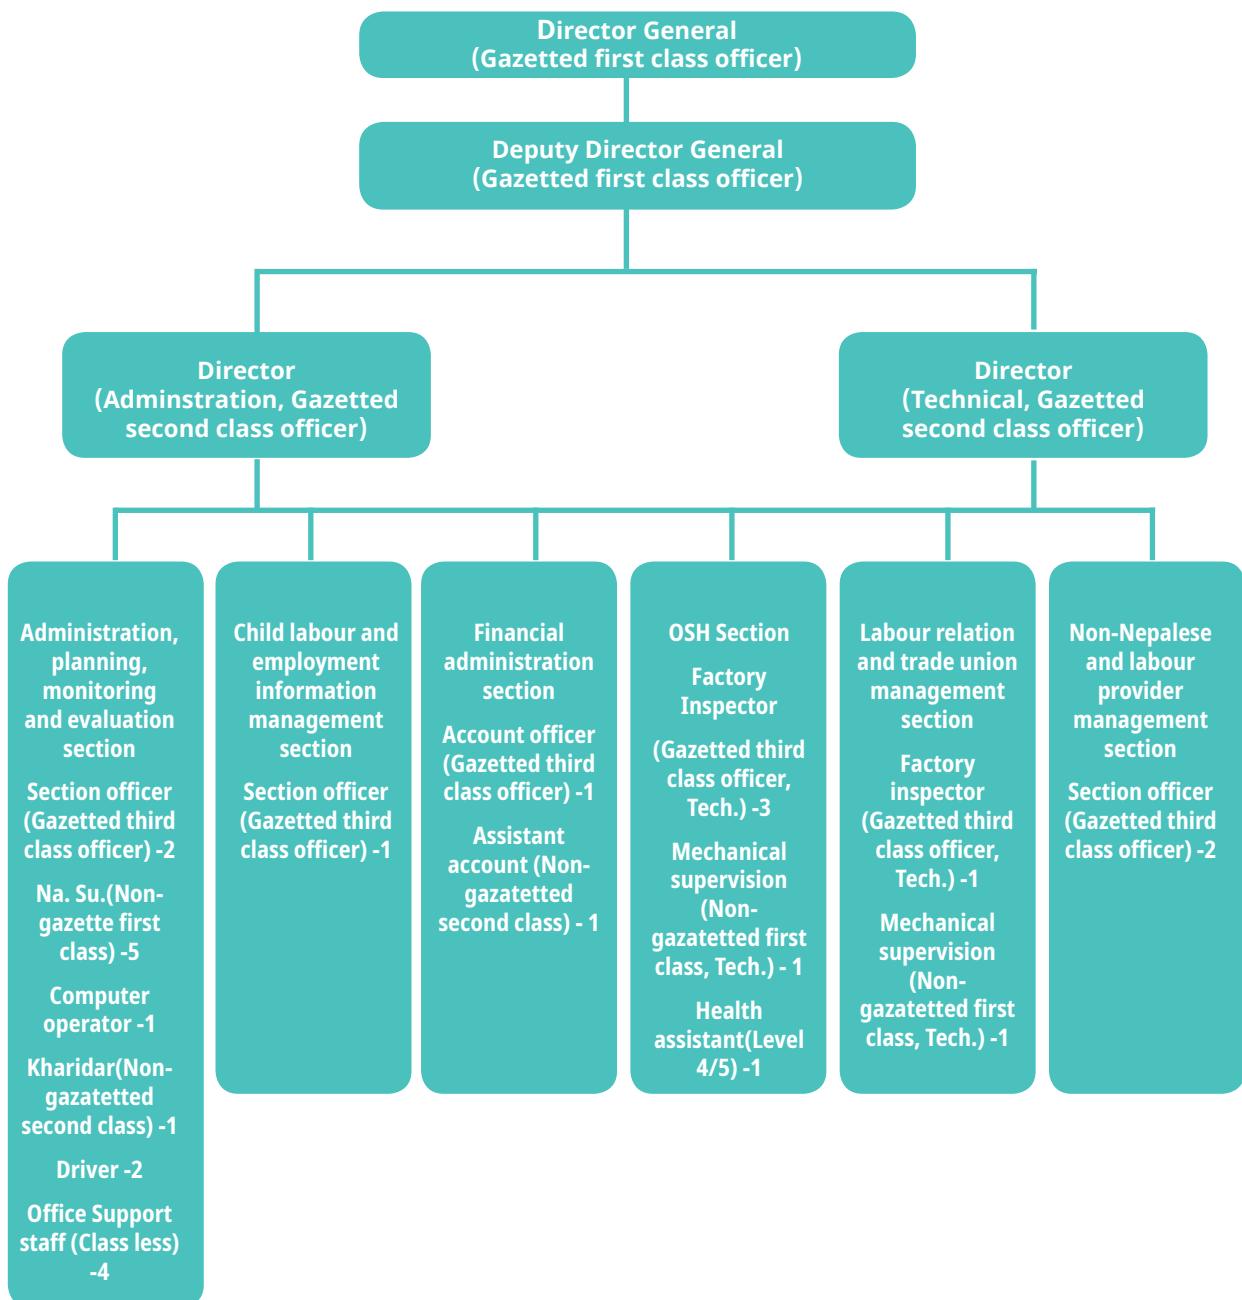 Director General
(Gazetted first class officer)
Deputy Director General
(Gazetted first class officer)
Director
(Adminstration, Gazetted
second class officer)
Director
(Technical, Gazetted
second class officer)
Administration,
planning,
monitoring
and evaluation
section
Section officer
(Gazetted third
class officer) -2
Na. Su.(Non-
gazette first
class) -5
Computer
operator -1
Kharidar(Non-
gazatetted
second class) -1
Driver -2
Office Support
staff (Class less)
-4
Child labour and
employment
information
management
section
Section officer
(Gazetted third
class officer) -1
Financial
administration
section
Account officer
(Gazetted third
class officer) -1
Assistant
account (Non-
gazatetted
second class) - 1
OSH Section
Factory
Inspector
(Gazetted third
class officer,
Tech.) -3
Mechanical
supervision
(Non-
gazatetted first
class, Tech.) - 1
Health
assistant(Level
4/5) -1
Labour relation
and trade union
management
section
Factory
inspector
(Gazetted third
class officer,
Tech.) -1
Mechanical
supervision
(Non-
gazatetted first
class, Tech.) -1
Non-Nepalese
and labour
provider
management
section
Section officer
(Gazetted third
class officer) -2